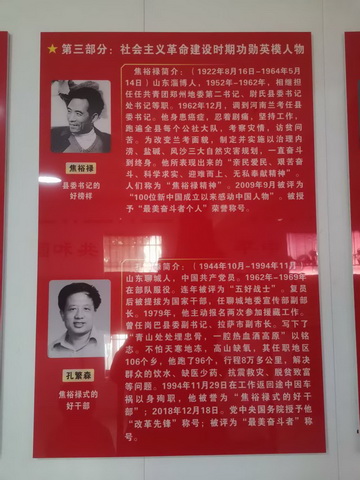 ★ 第三部分：社会主义革命建设时期功勋英模人物
焦裕禄简介：（1922年8月16日-1964年5月
14日）山东淄博人，1952年-1962年，相继担
任任共青团郑州地委第二书记，尉氏县委书记
处书记等职。1962年12月，调到河南兰考任县
委书记。他身患癌症，忍着剧痛，坚持工作，
跑遍全县每个公社大队，考察灾情，访贫问
苦。为改变兰考面貌，制定并实施以治理内
涝、盐碱、风沙三大自然灾害规划，一直奋斗
到终身。他所表现出来的“亲民爱民、艰苦奋
斗、科学求实、迎难而上、无私奉献精神”。
人们称为“焦裕禄精神”。2009年9月被评为
“100位新中国成立以来感动中国人物”。被授
予“最美奋斗者个人”荣誉称号。
焦裕禄
县委书记的
好榜样
简介：（1944年10月-1994年11月）
山东聊城人，中国共产党员。1962年-1969年
在部队服役。连年被评为“五好战士”。复员
后被提拔为国家干部，任聊城地委宣传部副部
长。1979年，他主动报名两次参加援藏工作。
曾任岗巴县委副书记、拉萨市副市长。写下了
“青山处处埋忠骨，一腔热血洒高原”以铭
志。不怕天寒地冻，高山缺氧，其任职地区
106个乡，他跑了96个，行程8万多公里，解决
群众的饮水、缺医少药、抗震救灾、脱贫致富
等问题。1994年11月29日在工作返回途中因车
祸以身殉职，他被誉为“焦裕禄式的
好干部”；2018年12月18日。党中央国务院授予他
“改革先锋”称号；被评为“最美奋斗者”称
号。
孔繁森
焦裕禄式的
好干部